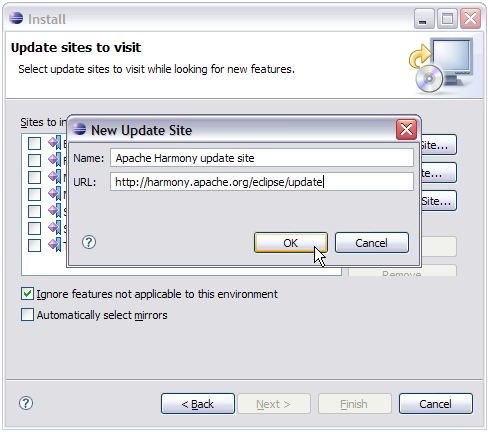 Install
Update sites to visit
Select update sites to visit while looking for new features.
Sites to in
New Update Site
Name: Apache Harmony update site
URL: http://harmony.apache.org/eclipse/update
Site...
Site...
? OK Cancel
Remove
Ignore features not applicable to this environment
Automatically select mirrors
? < Back Next > Finish Cancel